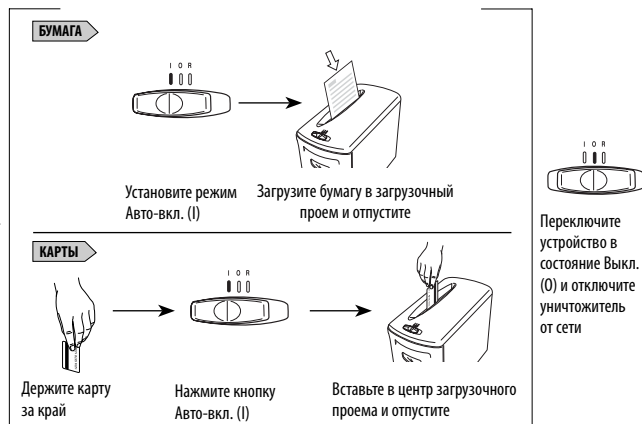 БУМАГА
I O R
Установите режим
Авто-вкл. (I)
Загрузите бумагу в загрузочный
проем и отпустите
КАРТЫ
I O R
Держите карту
за край
Нажмите кнопку
Авто-вкл. (I)
Вставьте в центр загрузочного
проема и отпустите
I O R
Переключите
устройство в
состояние Выкл.
(O) и отключите
уничтожитель
от сети